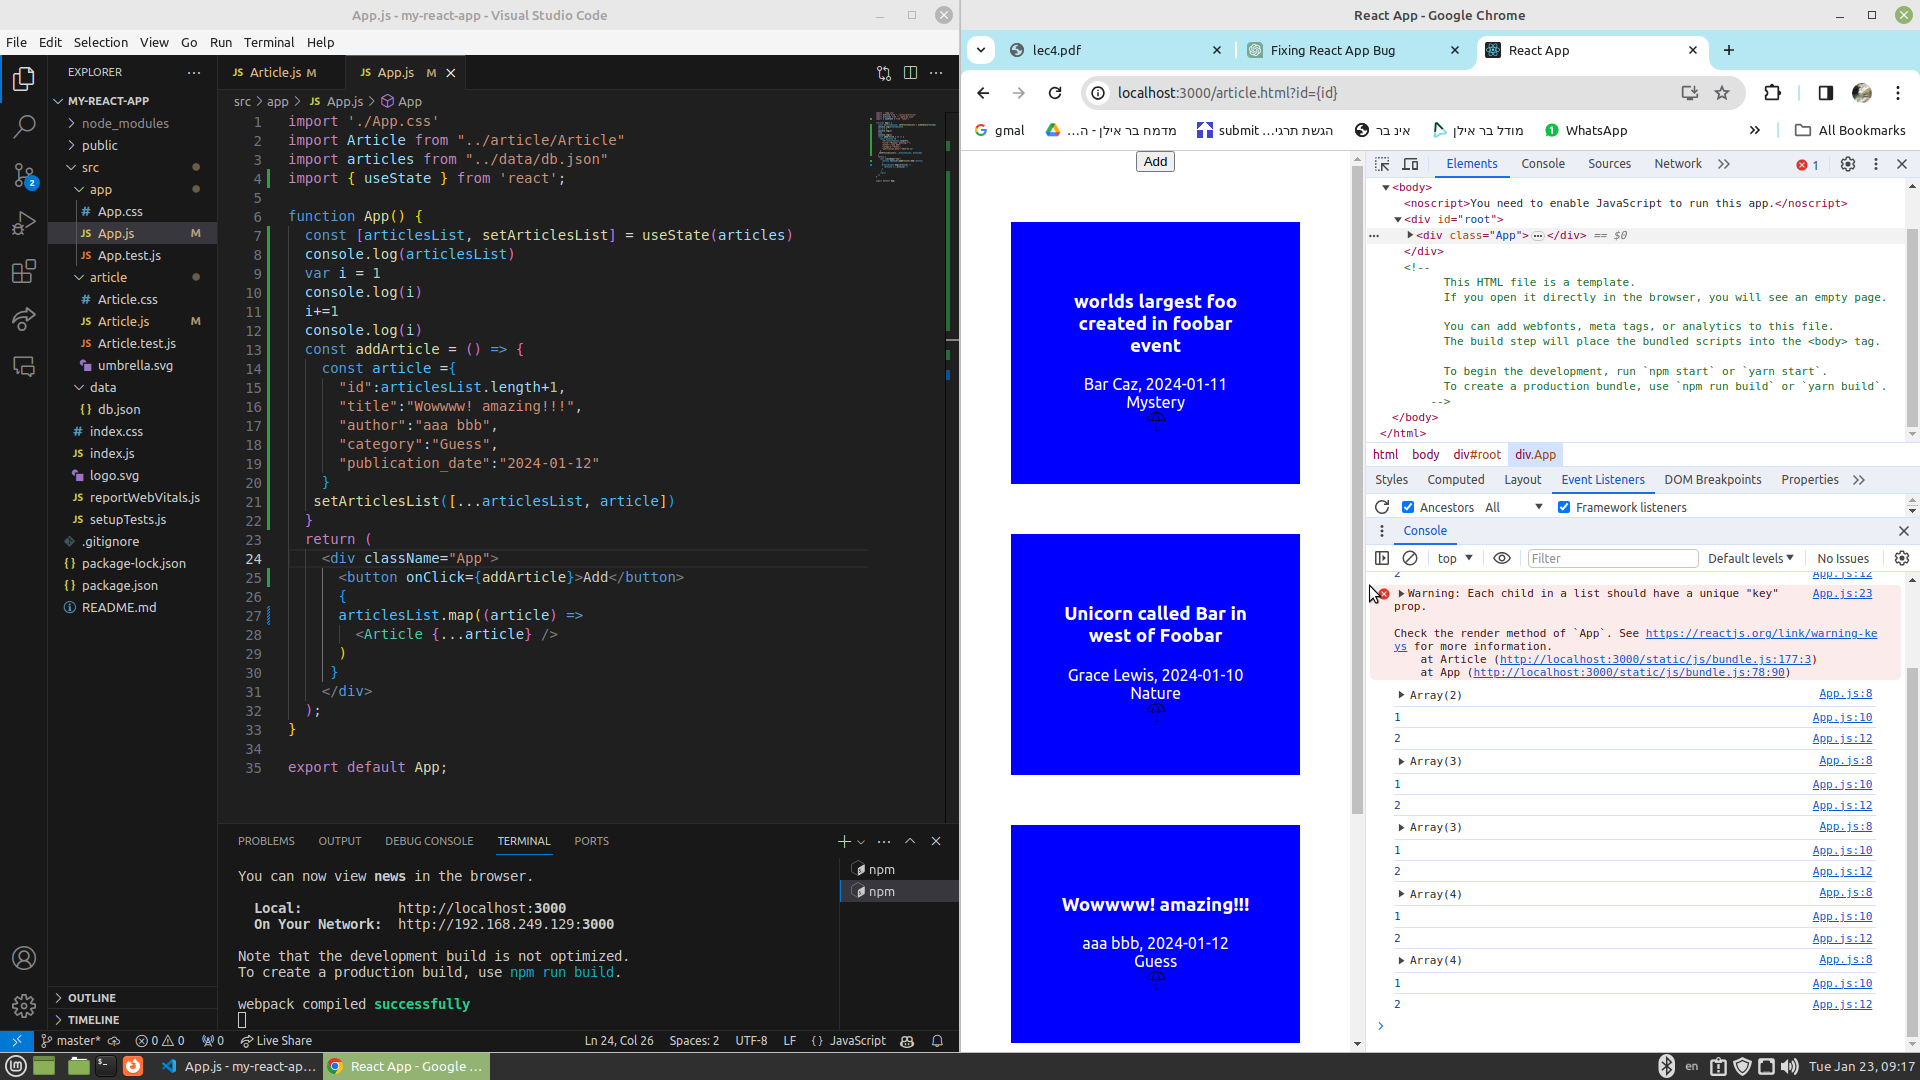 App.js - my-react-app - Visual Studio Code
File Edit Selection View Go Run Terminal Help
EXPLORER
MY-REACT-APP
node_modules
public
src
app
App.css
App.js M
App.test.js
article
Article.css
Article.js M
Article.test.js
umbrella.svg
data
db.json
index.css
index.js
logo.svg
reportWebVitals.js
setupTests.js
.gitignore
package-lock.json
package.json
README.md
OUTLINE
TIMELINE
2
JS Article.js M JS App.js M
src > app > JS App.js > App
1 import './App.css'
2 import Article from "../article/Article"
3 import articles from "../data/db.json"
4 import { useState } from 'react';
5
6 function App() {
7 const [articlesList, setArticlesList] = useState(articles)
8 console.log(articlesList)
9 var i = 1
10 console.log(i)
11 i+=1
12 console.log(i)
13 const addArticle = () => {
14 const article ={
15 "id":articlesList.length+1,
16 "title":"Wowwww! amazing!!!",
17 "author":"aaa bbb",
18 "category":"Guess",
19 "publication_date":"2024-01-12"
20 }
21 setArticlesList([...articlesList, article])
22 }
23 return (
24 <div className="App">
25 <button onClick={addArticle}>Add</button>
26 {
27 articlesList.map((article) =>
28 <Article {...article} />
29 )
30 }
31 </div>
32 );
33 }
34
35 export default App;
PROBLEMS OUTPUT DEBUG CONSOLE TERMINAL PORTS
You can now view news in the browser.
Local: http://localhost:3000
On Your Network: http://192.168.249.129:3000
Note that the development build is not optimized.
To create a production build, use npm run build.
webpack compiled successfully
npm
npm
master* 0 0 0 Live Share Ln 24, Col 26 Spaces: 2 UTF-8 LF { } JavaScript
React App - Google Chrome
lec4.pdf Fixing React App Bug React App
localhost:3000/article.html?id={id}
gmal מדמח בר אילן - ה... submit ...הגשת תרגי אינ בר מודל בר אילן WhatsApp All Bookmarks
Add
worlds largest foo
created in foobar
event
Bar Caz, 2024-01-11
Mystery
Unicorn called Bar in
west of Foobar
Grace Lewis, 2024-01-10
Nature
Wowwww! amazing!!!
aaa bbb, 2024-01-12
Guess
Elements Console Sources Network 1
<body>
<noscript>You need to enable JavaScript to run this app.</noscript>
<div id="root">
<div class="App"> </div> == $0
</div>
<!--
This HTML file is a template.
If you open it directly in the browser, you will see an empty page.
You can add webfonts, meta tags, or analytics to this file.
The build step will place the bundled scripts into the <body> tag.
To begin the development, run `npm start` or `yarn start`.
To create a production bundle, use `npm run build` or `yarn build`.
-->
</body>
</html>
html body div#root div.App
Styles Computed Layout Event Listeners DOM Breakpoints Properties
Ancestors All Framework listeners
Console
top Filter Default levels No Issues
2 App.js:12
Warning: Each child in a list should have a unique "key" App.js:23
prop.
Check the render method of `App`. See https://reactjs.org/link/warning-ke
ys for more information.
at Article (http://localhost:3000/static/js/bundle.js:177:3)
at App (http://localhost:3000/static/js/bundle.js:78:90)
Array(2) App.js:8
1 App.js:10
2 App.js:12
Array(3) App.js:8
1 App.js:10
2 App.js:12
Array(3) App.js:8
1 App.js:10
2 App.js:12
Array(4) App.js:8
1 App.js:10
2 App.js:12
Array(4) App.js:8
1 App.js:10
2 App.js:12
App.js - my-react-ap... React App - Google ... en Tue Jan 23, 09:17